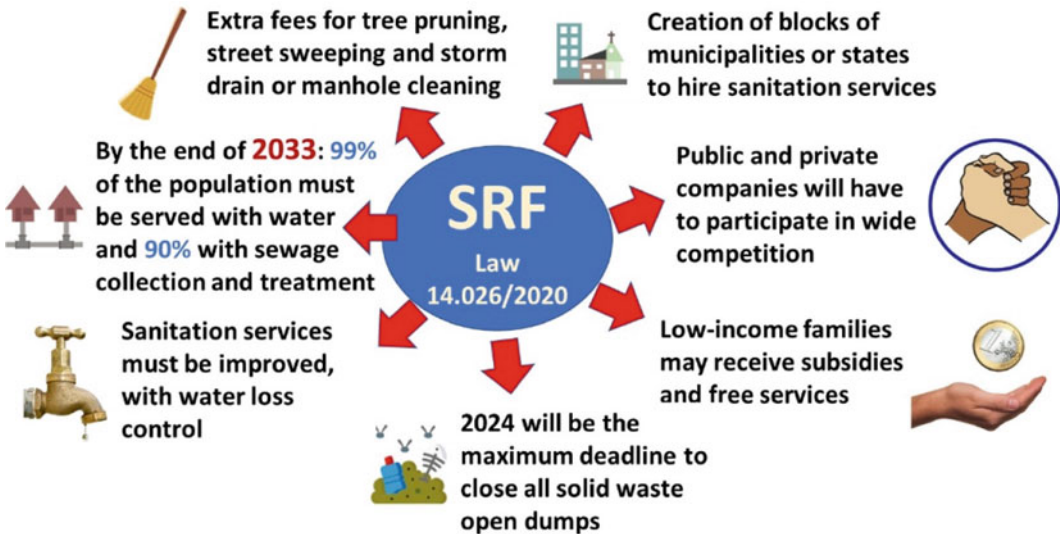 Extra fees for tree pruning,
street sweeping and storm
drain or manhole cleaning
Creation of blocks of
municipalities or states
to hire sanitation services
By the end of 2033: 99%
of the population must
be served with water
and 90% with sewage
collection and treatment
SRF
Law
14.026/2020
Public and private
companies will have
to participate in wide
competition
Sanitation services
must be improved,
with water loss
control
Low-income families
may receive subsidies
and free services
2024 will be the
maximum deadline to
close all solid waste
open dumps